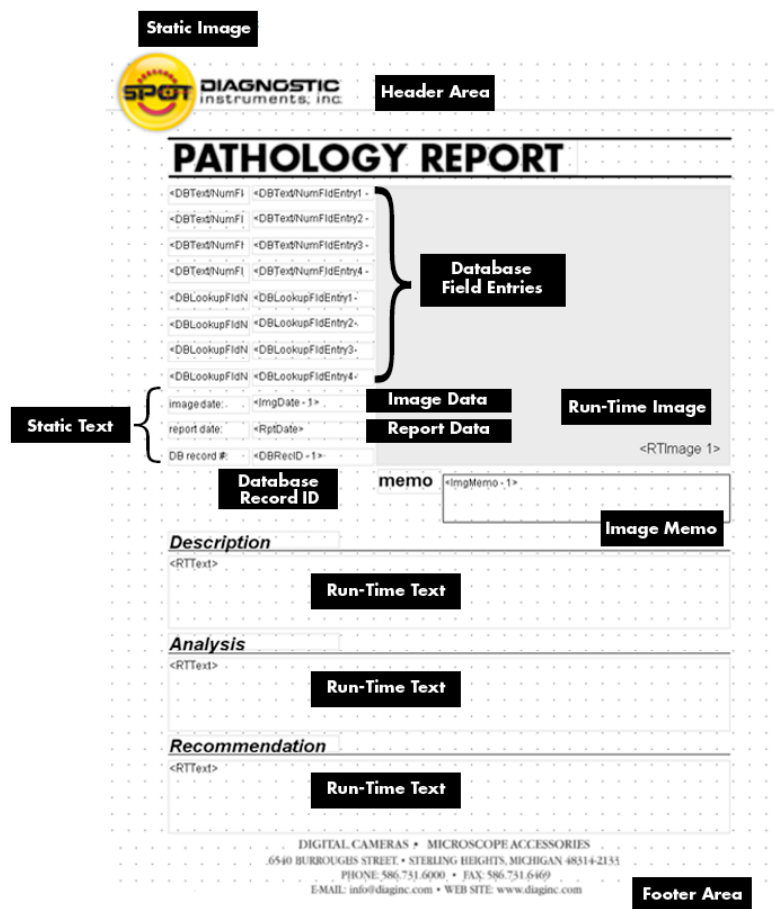 Static Image
SPOT
DIAGNOSTIC
instruments, inc.
Header Area
PATHOLOGY REPORT
<DBText/NumFl <DBText/NumFldEntry1 -
<DBText/NumFl <DBText/NumFldEntry2 -
<DBText/NumFl <DBText/NumFldEntry3 -
<DBText/NumFl <DBText/NumFldEntry4 -
Database
Field Entries
<DBLookupFldN <DBLookupFldEntry1-
<DBLookupFldN <DBLookupFldEntry2-
<DBLookupFldN <DBLookupFldEntry3-
<DBLookupFldN <DBLookupFldEntry4-
Static Text
image date: <ImgDate - 1>
Image Data
report date: <RptDate>
Report Data
DB record #: <DBRecID - 1>
Run-Time Image
<RTImage 1>
Database
Record ID
memo <ImgMemo - 1>
Image Memo
Description
<RTText>
Run-Time Text
Analysis
<RTText>
Run-Time Text
Recommendation
<RTText>
Run-Time Text
DIGITAL CAMERAS • MICROSCOPE ACCESSORIES
6540 BURROUGHS STREET • STERLING HEIGHTS, MICHIGAN 48314-2133
PHONE: 586.731.6000 • FAX: 586.731.6469
E-MAIL: info@diaginc.com • WEB SITE: www.diaginc.com
Footer Area